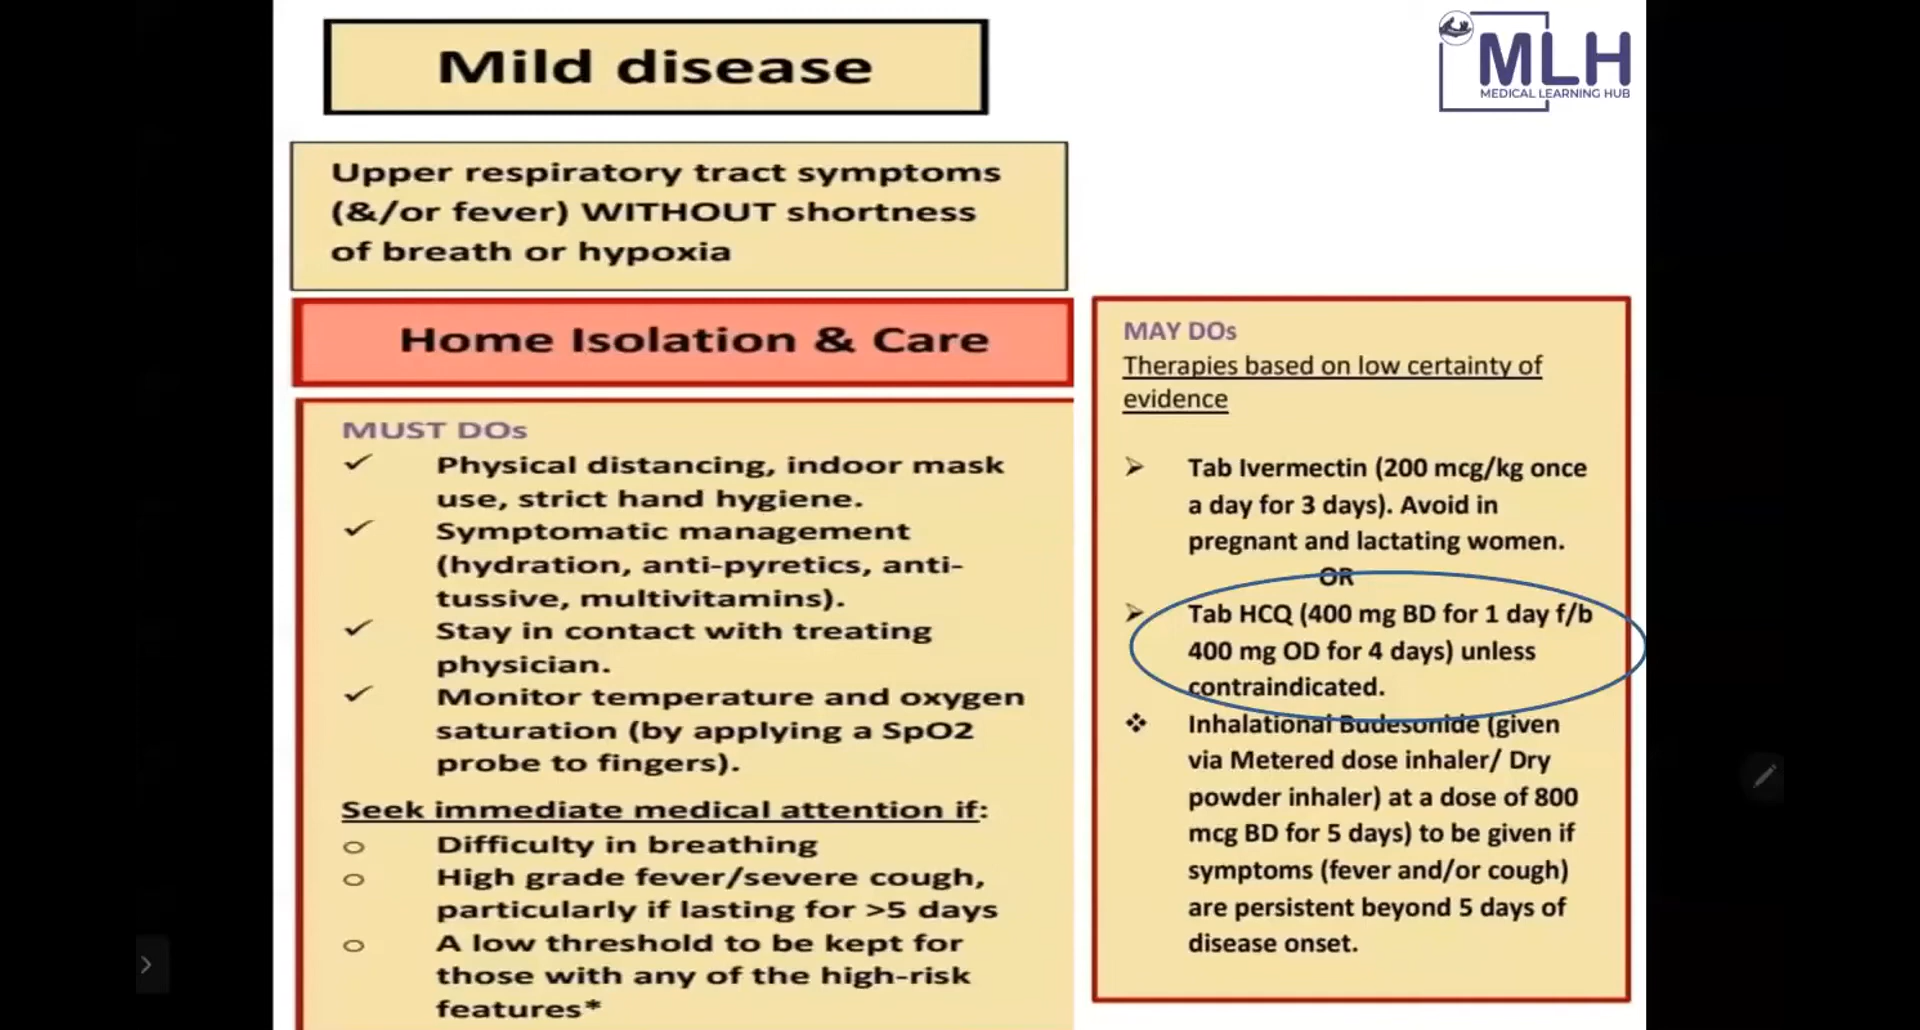 Mild disease
MLH
MEDICAL LEARNING HUB
Upper respiratory tract symptoms
(&/or fever) WITHOUT shortness
of breath or hypoxia
Home Isolation & Care
MUST DOs
✓ Physical distancing, indoor mask
use, strict hand hygiene.
✓ Symptomatic management
(hydration, anti-pyretics, anti-
tussive, multivitamins).
✓ Stay in contact with treating
physician.
✓ Monitor temperature and oxygen
saturation (by applying a SpO2
probe to fingers).
Seek immediate medical attention if:
o Difficulty in breathing
o High grade fever/severe cough,
particularly if lasting for >5 days
o A low threshold to be kept for
those with any of the high-risk
features*
MAY DOs
Therapies based on low certainty of
evidence
➢ Tab Ivermectin (200 mcg/kg once
a day for 3 days). Avoid in
pregnant and lactating women.
OR
➢ Tab HCQ (400 mg BD for 1 day f/b
400 mg OD for 4 days) unless
contraindicated.
❖ Inhalational Budesonide (given
via Metered dose inhaler/ Dry
powder inhaler) at a dose of 800
mcg BD for 5 days) to be given if
symptoms (fever and/or cough)
are persistent beyond 5 days of
disease onset.